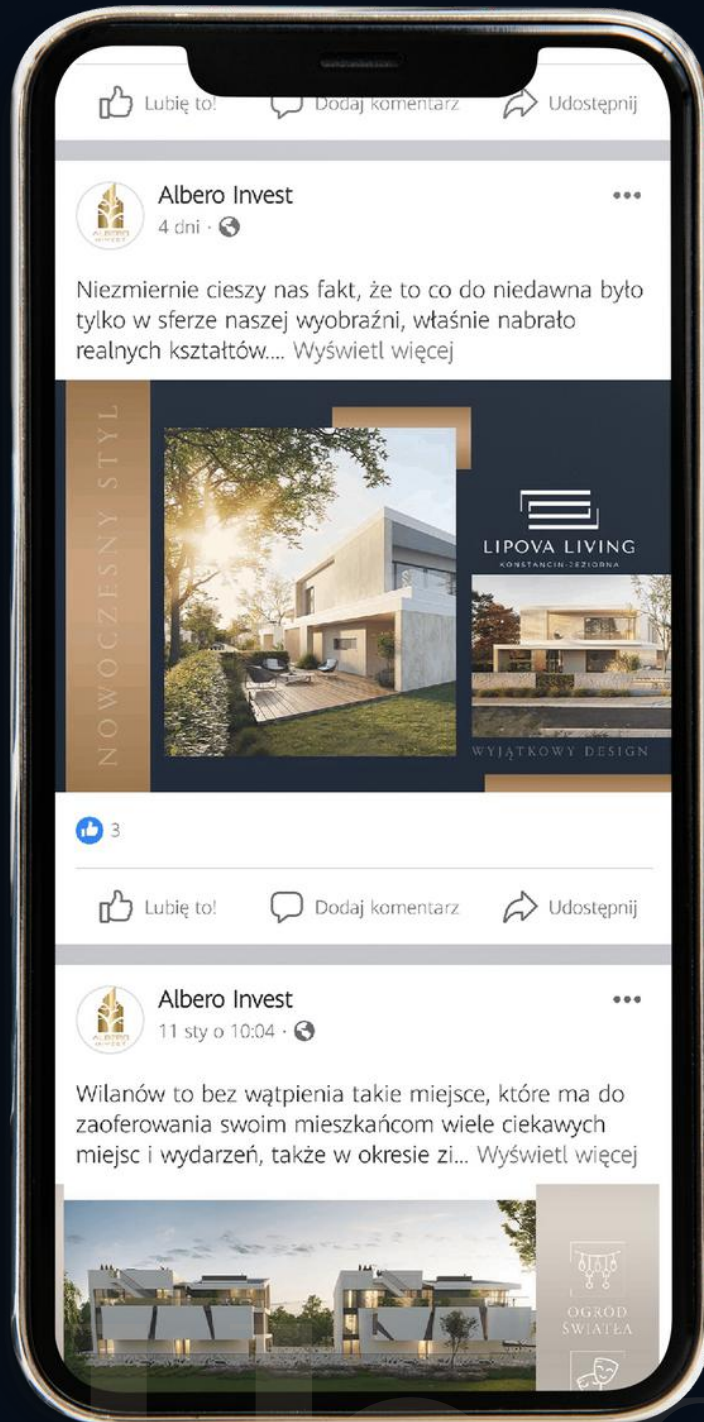 Lubię to!
Dodaj komentarz
Udostępnij
Albero Invest
4 dni ·
Niezmiernie cieszy nas fakt, że to co do niedawna było
tylko w sferze naszej wyobraźni, właśnie nabrało
realnych kształtów.... Wyświetl więcej
NOWOCZESNY STYL
LIPOVA LIVING
KONSTANCIN-JEZIORNA
WYJĄTKOWY DESIGN
3
Lubię to!
Dodaj komentarz
Udostępnij
Albero Invest
11 sty o 10:04 ·
Wilanów to bez wątpienia takie miejsce, które ma do
zaoferowania swoim mieszkańcom wiele ciekawych
miejsc i wydarzeń, także w okresie zi... Wyświetl więcej
OGRÓD
ŚWIATŁA